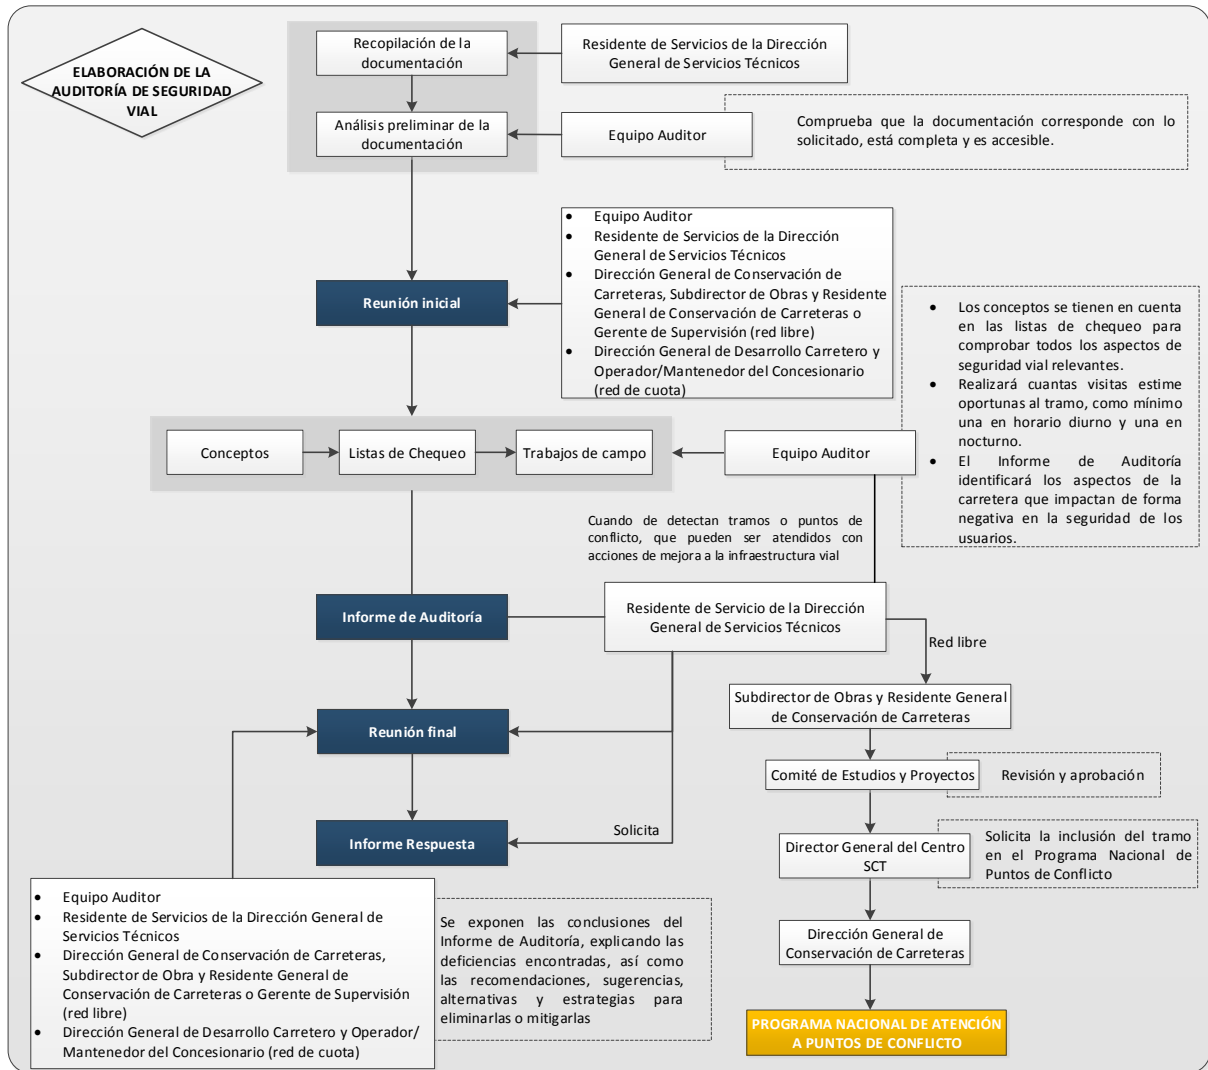 ELABORACIÓN DE LA
AUDITORÍA DE SEGURIDAD
VIAL
Recopilación de la
documentación
Residente de Servicios de la Dirección
General de Servicios Técnicos
Análisis preliminar de la
documentación
Equipo Auditor
Comprueba que la documentación corresponde con lo
solicitado, está completa y es accesible.
Reunión inicial
• Equipo Auditor
• Residente de Servicios de la Dirección
General de Servicios Técnicos
• Dirección General de Conservación de
Carreteras, Subdirector de Obras y Residente
General de Conservación de Carreteras o
Gerente de Supervisión (red libre)
• Dirección General de Desarrollo Carretero y
Operador/Mantenedor del Concesionario
(red de cuota)
• Los conceptos se tienen en cuenta
en las listas de chequeo para
comprobar todos los aspectos de
seguridad vial relevantes.
• Realizará cuantas visitas estime
oportunas al tramo, como mínimo
una en horario diurno y una en
nocturno.
• El Informe de Auditoría
identificará los aspectos de la
carretera que impactan de forma
negativa en la seguridad de los
usuarios.
Conceptos
Listas de Chequeo
Trabajos de campo
Equipo Auditor
Cuando de detectan tramos o puntos de
conflicto, que pueden ser atendidos con
acciones de mejora a la infraestructura vial
Informe de Auditoría
Residente de Servicio de la Dirección
General de Servicios Técnicos
Red libre
Subdirector de Obras y Residente General
de Conservación de Carreteras
Reunión final
Comité de Estudios y Proyectos
Revisión y aprobación
Informe Respuesta
Solicita
Director General del Centro
SCT
Solicita la inclusión del tramo
en el Programa Nacional de
Puntos de Conflicto
• Equipo Auditor
• Residente de Servicios de la Dirección General de
Servicios Técnicos
• Dirección General de Conservación de Carreteras,
Subdirector de Obra y Residente General de
Conservación de Carreteras o Gerente de Supervisión
(red libre)
• Dirección General de Desarrollo Carretero y Operador/
Mantenedor del Concesionario (red de cuota)
Se exponen las conclusiones del
Informe de Auditoría, explicando las
deficiencias encontradas, así como
las recomendaciones, sugerencias,
alternativas y estrategias para
eliminarlas o mitigarlas
Dirección General de
Conservación de Carreteras
PROGRAMA NACIONAL DE ATENCIÓN
A PUNTOS DE CONFLICTO